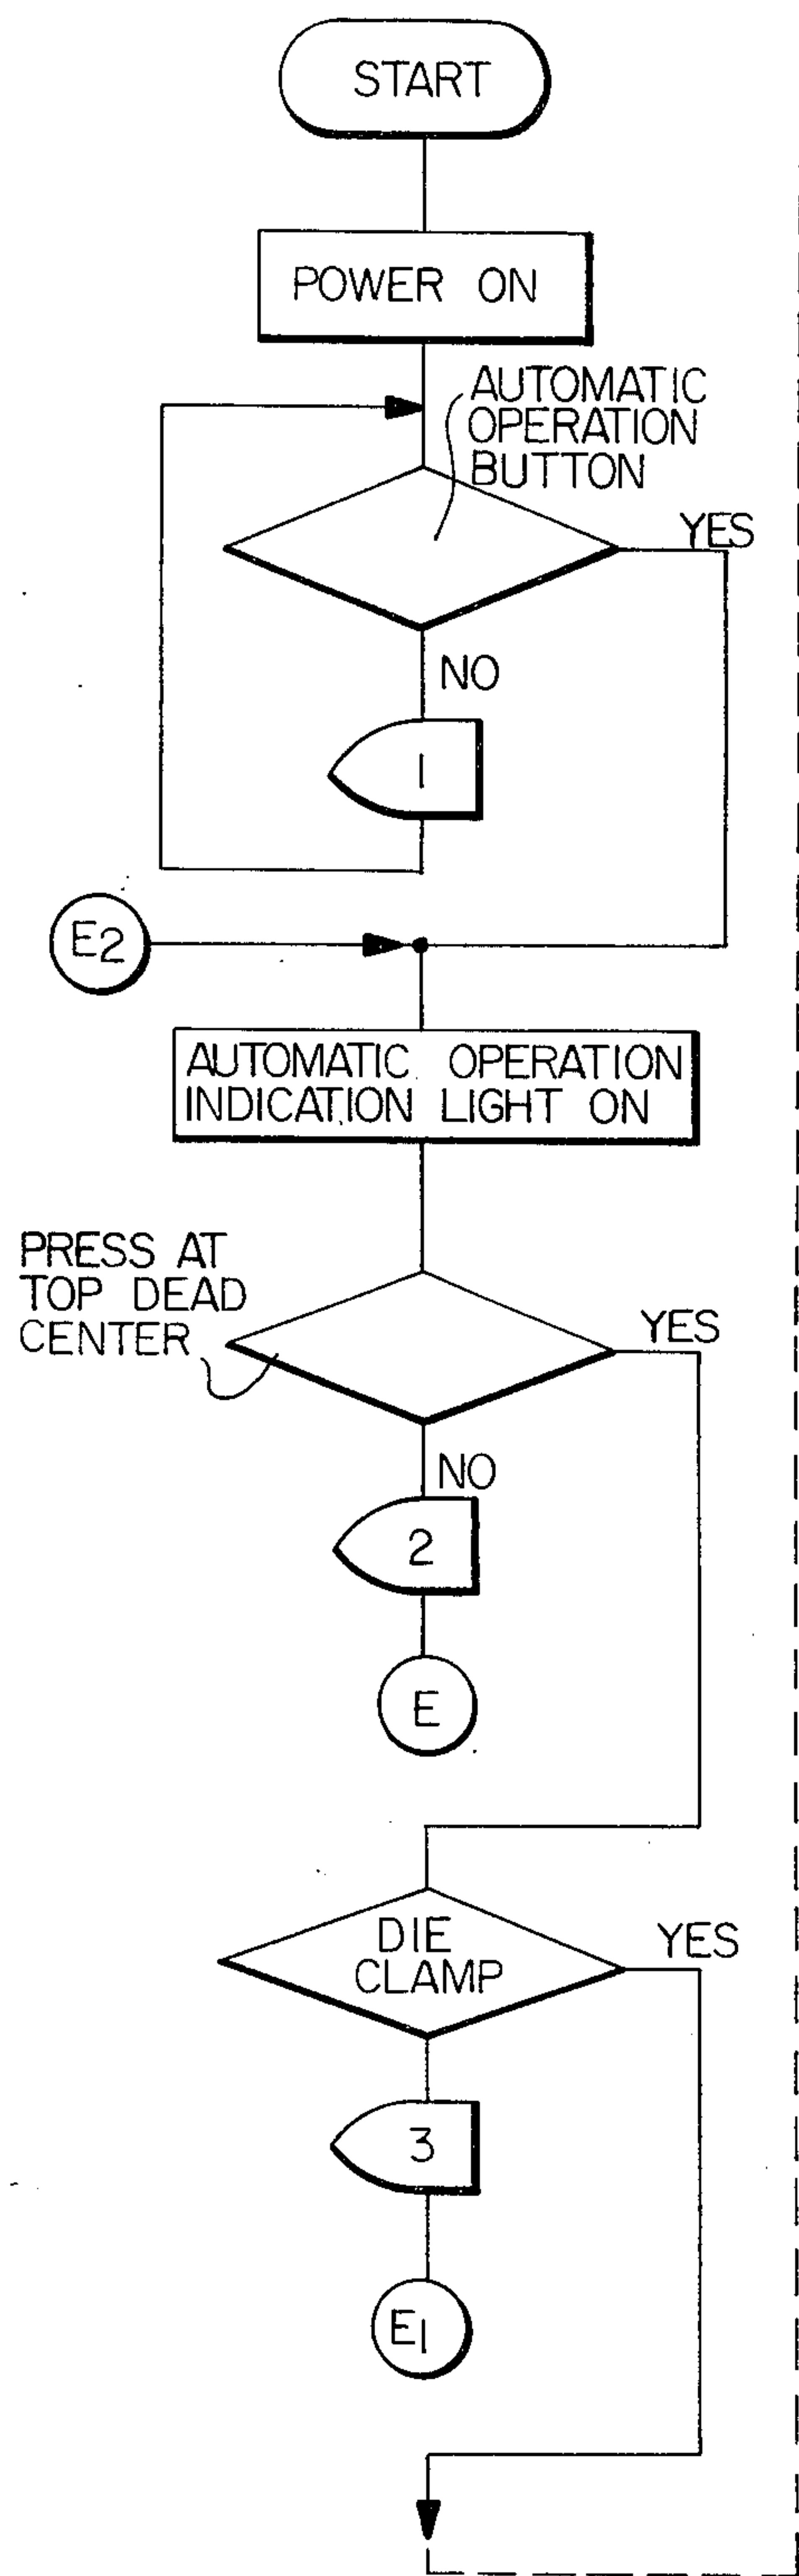 START
POWER ON
AUTOMATIC
OPERATION
BUTTON
YES
NO
1
E2
AUTOMATIC OPERATION
INDICATION LIGHT ON
PRESS AT
TOP DEAD
CENTER
YES
NO
2
E
DIE
CLAMP
YES
3
E1